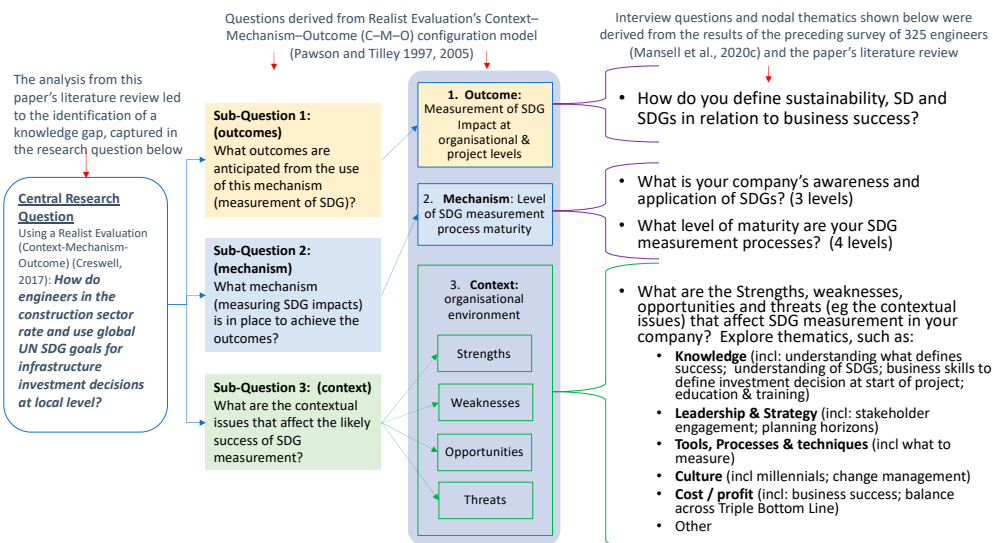 Questions derived from Realist Evaluation's Context–
Mechanism–Outcome (C–M–O) configuration model
(Pawson and Tilley 1997, 2005)
Interview questions and nodal thematics shown below were
derived from the results of the preceding survey of 325 engineers
(Mansell et al., 2020c) and the paper's literature review
The analysis from this
paper's literature review led
to the identification of a
knowledge gap, captured in
the research question below
Central Research
Question
Using a Realist Evaluation
(Context-Mechanism-
Outcome) (Creswell,
2017): How do
engineers in the
construction sector
rate and use global
UN SDG goals for
infrastructure
investment decisions
at local level?
Sub-Question 1:
(outcomes)
What outcomes are
anticipated from the use
of this mechanism
(measurement of SDG)?
Sub-Question 2:
(mechanism)
What mechanism
(measuring SDG impacts)
is in place to achieve the
outcomes?
Sub-Question 3: (context)
What are the contextual
issues that affect the likely
success of SDG
measurement?
1. Outcome:
Measurement of SDG
Impact at
organisational &
project levels
2. Mechanism: Level
of SDG measurement
process maturity
3. Context:
organisational
environment
Strengths
Weaknesses
Opportunities
Threats
• How do you define sustainability, SD and
SDGs in relation to business success?
• What is your company's awareness and
application of SDGs? (3 levels)
• What level of maturity are your SDG
measurement processes? (4 levels)
• What are the Strengths, weaknesses,
opportunities and threats (eg the contextual
issues) that affect SDG measurement in your
company? Explore thematics, such as:
• Knowledge (incl: understanding what defines
success; understanding of SDGs; business skills to
define investment decision at start of project;
education & training)
• Leadership & Strategy (incl: stakeholder
engagement; planning horizons)
• Tools, Processes & techniques (incl what to
measure)
• Culture (incl millennials; change management)
• Cost / profit (incl: business success; balance
across Triple Bottom Line)
• Other